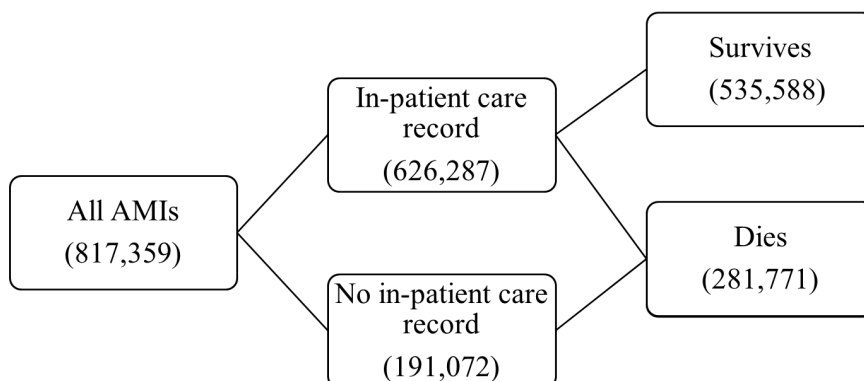 All AMIs
(817,359)
In-patient care
record
(626,287)
No in-patient care
record
(191,072)
Survives
(535,588)
Dies
(281,771)